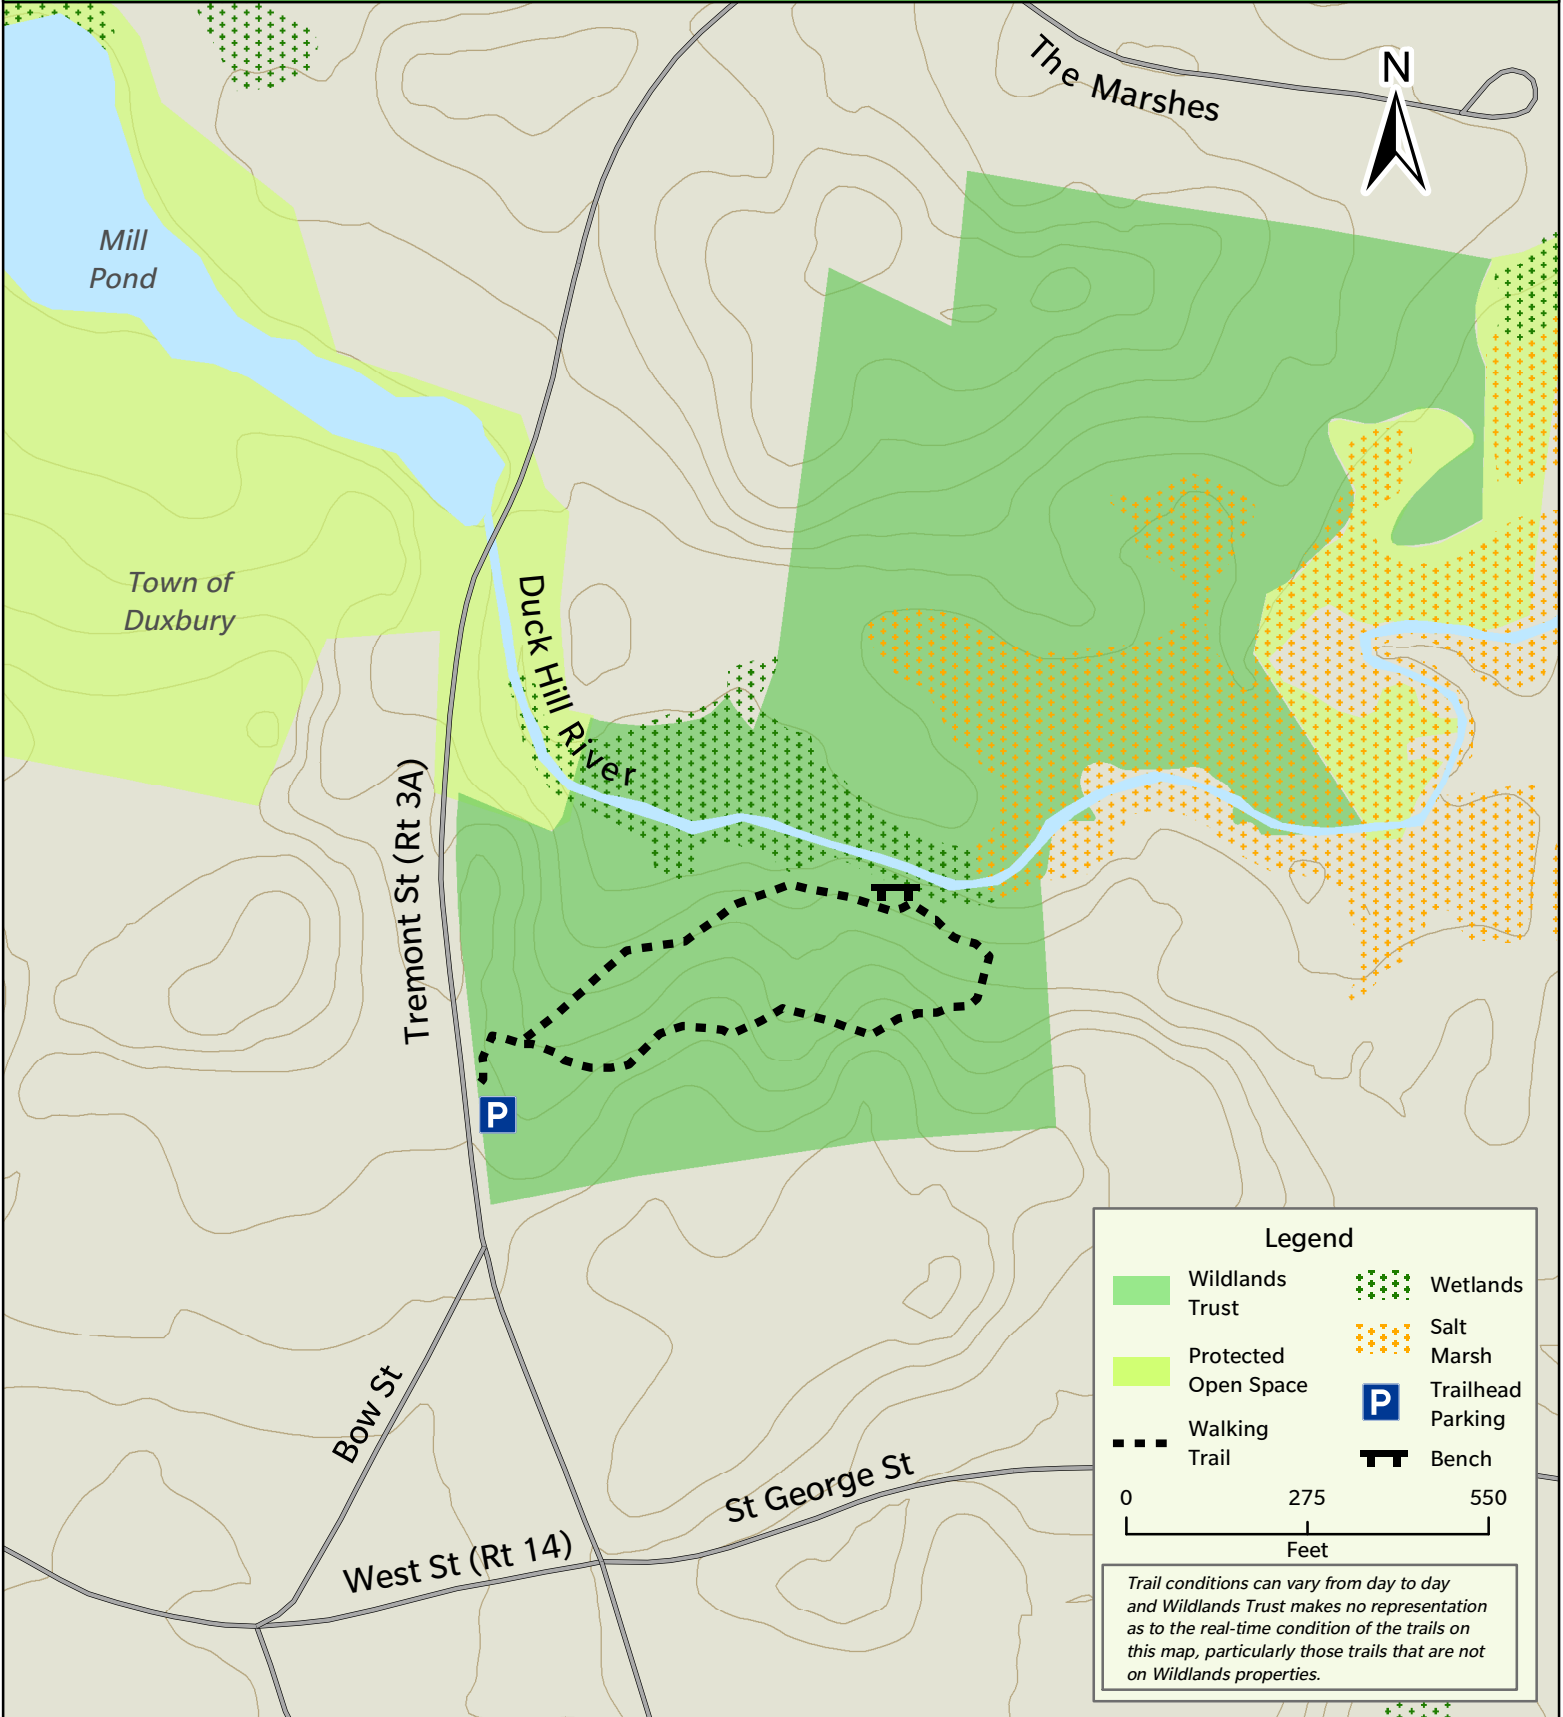 The Marshes
N
Mill
Pond
Town of
Duxbury
Duck Hill River
Tremont St (Rt 3A)
P
Bow St
West St (Rt 14)
St George St
Legend
Wildlands
Trust
Protected
Open Space
Walking
Trail
Wetlands
Salt
Marsh
P
Trailhead
Parking
Bench
0 275 550
Feet
Trail conditions can vary from day to day
and Wildlands Trust makes no representation
as to the real-time condition of the trails on
this map, particularly those trails that are not
on Wildlands properties.